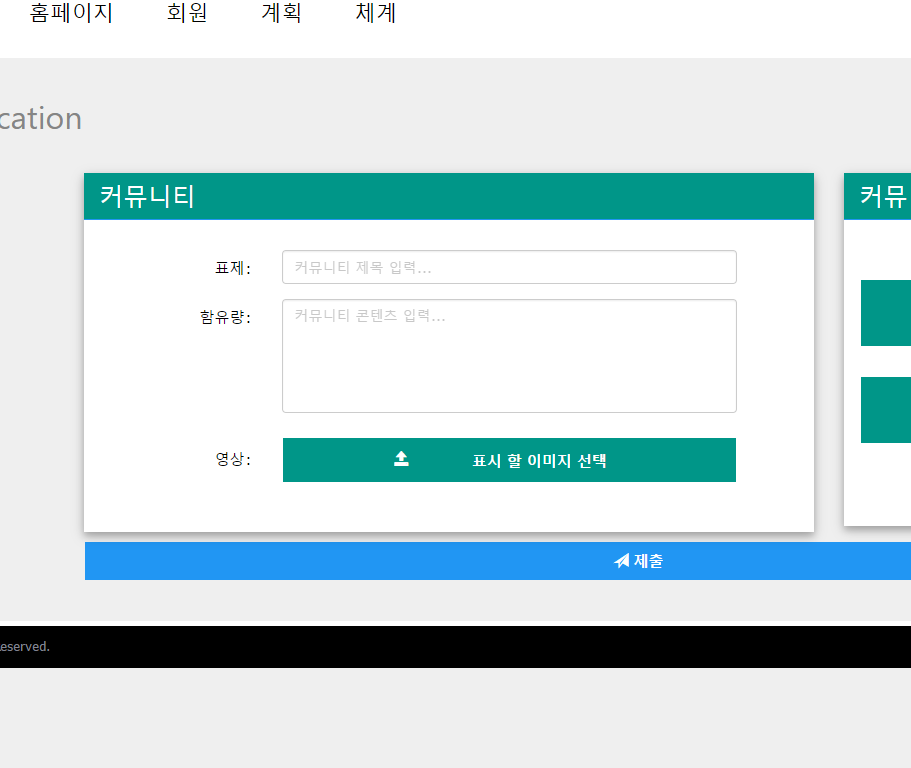 홈페이지 회원 계획 체계
cation
커뮤니티
표제:
커뮤니티 제목 입력...
함유량:
커뮤니티 콘텐츠 입력...
영상:
표시 할 이미지 선택
커뮤
제출
eserved.